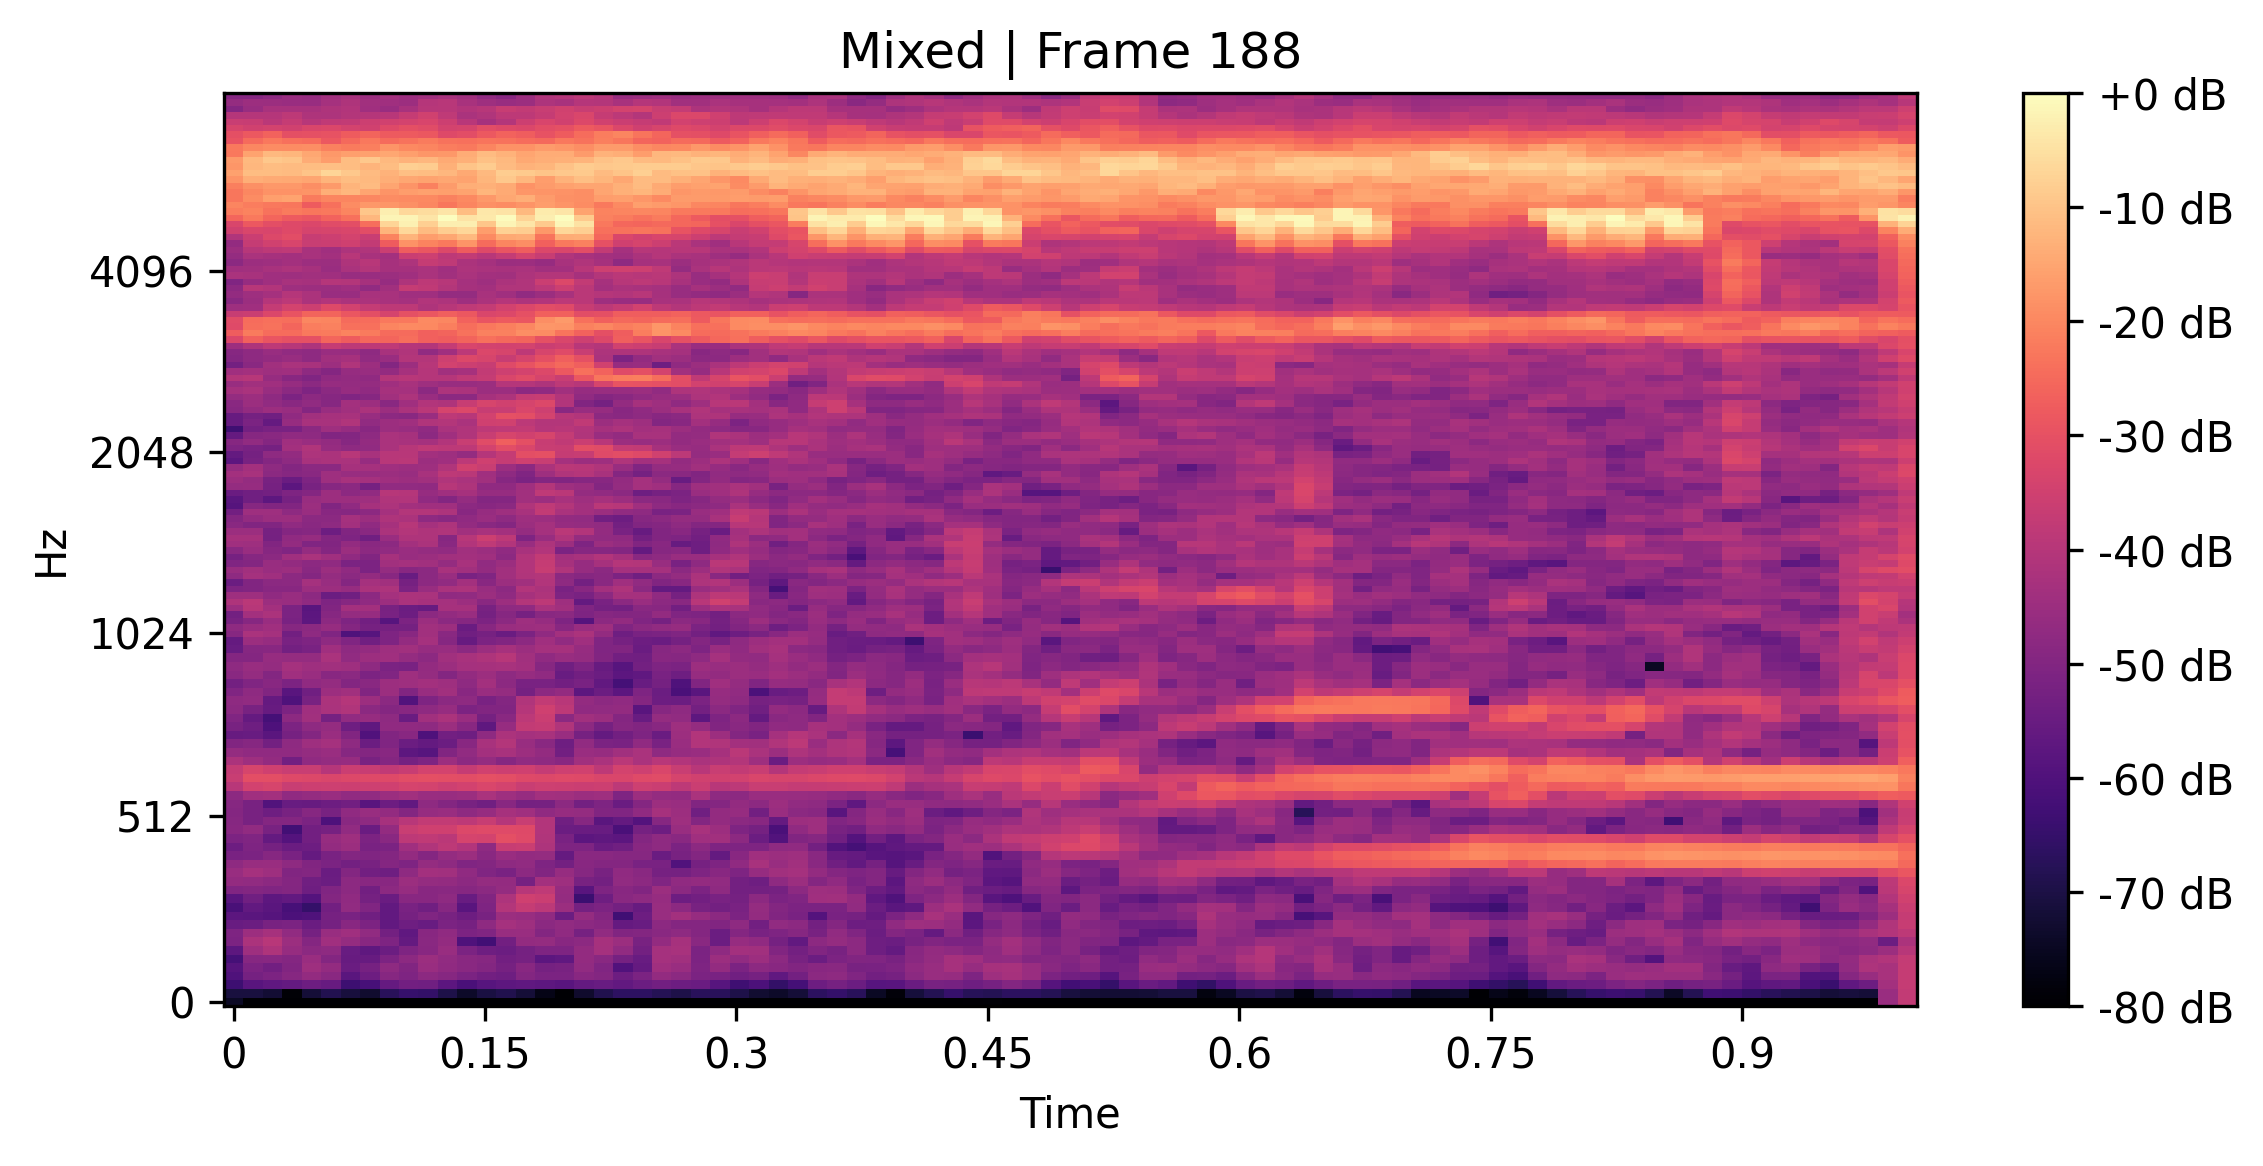 Mixed | Frame 188
+0 dB
-10 dB
4096
-20 dB
-30 dB
2048
-40 dB
Hz
1024
-50 dB
512
-60 dB
-70 dB
0
-80 dB
0 0.15 0.3 0.45 0.6 0.75 0.9
Time